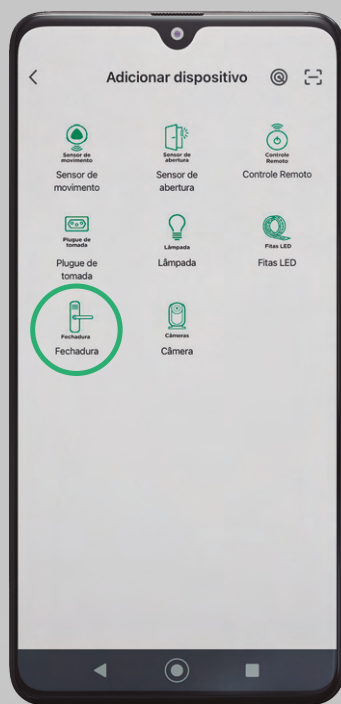 Adicionar dispositivo
Sensor de
movimento
Sensor de
movimento
Sensor de
abertura
Sensor de
abertura
Controle
Remoto
Controle Remoto
Plugue de
tomada
Plugue de
tomada
Lâmpada
Lâmpada
Fitas LED
Fitas LED
Fechadura
Fechadura
Câmeras
Câmera